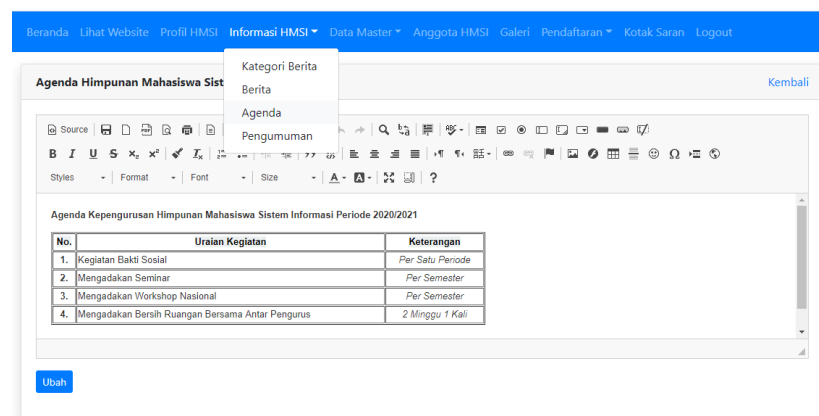 Beranda Lihat Website Profil HMSI Informasi HMSI Data Master Anggota HMSI Galeri Pendaftaran Kotak Saran Logout
Kategori Berita
Berita
Agenda
Pengumuman
Agenda Himpunan Mahasiswa Sist
Kembali
Source
B I U S x₂ x² Iₓ
Styles Format Font Size A A ?
Agenda Kepengurusan Himpunan Mahasiswa Sistem Informasi Periode 2020/2021
No. Uraian Kegiatan Keterangan
1. Kegiatan Bakti Sosial Per Satu Periode
2. Mengadakan Seminar Per Semester
3. Mengadakan Workshop Nasional Per Semester
4. Mengadakan Bersih Ruangan Bersama Antar Pengurus 2 Minggu 1 Kali
Ubah